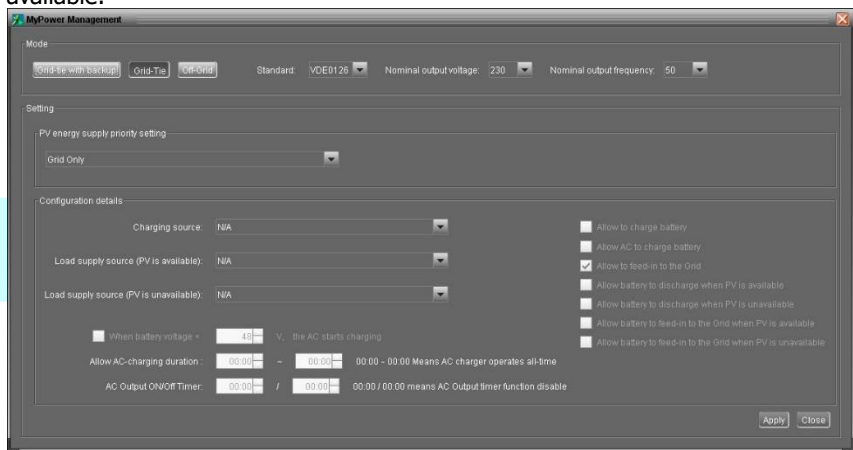 available.
MyPower Management
Mode
Grid-tie with backup Grid-Tie Off-Grid Standard: VDE0126 Nominal output voltage: 230 Nominal output frequency: 50
Setting
PV energy supply priority setting
Grid Only
Configuration details
Charging source: N/A
Allow to charge battery
Allow AC to charge battery
Load supply source (PV is available): N/A
Allow to feed-in to the Grid
Allow battery to discharge when PV is available
Load supply source (PV is unavailable): N/A
Allow battery to discharge when PV is unavailable
Allow battery to feed-in to the Grid when PV is available
When battery voltage < 48 V, the AC starts charging
Allow battery to feed-in to the Grid when PV is unavailable
Allow AC-charging duration : 00:00 – 00:00 00:00 – 00:00 Means AC charger operates all-time
AC Output ON/Off Timer: 00:00 / 00:00 00:00 / 00:00 means AC Output timer function disable
Apply Close